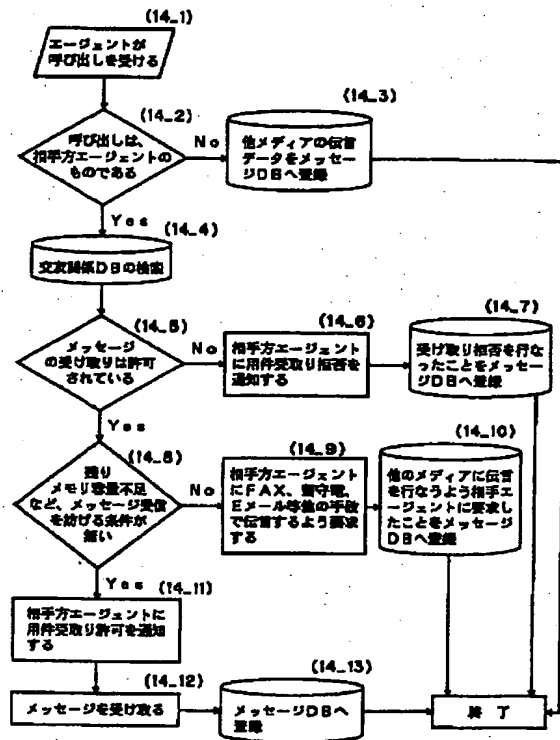 (14_1)
エージェントが
呼び出しを受ける
(14_2)
呼び出しは、
相手方エージェントの
ものである
No
(14_3)
他メディアの伝言
データをメッセー
ジDBへ登録
Yes
(14_4)
交友関係DBの検索
(14_5)
メッセージ
の受け取りは許可
されている
No
(14_6)
相手方エージェント
に用件受取り拒否を
通知する
(14_7)
受け取り拒否を行な
ったことをメッセー
ジDBへ登録
Yes
(14_8)
残り
メモリ容量不足
など、メッセージ受信
を妨げる条件が
無い
No
(14_9)
相手方エージェント
にFAX、留守電、
Eメール等他の手段
で伝言するよう要求
する
(14_10)
他のメディアに伝言
を行なうよう相手エ
ージェントに要求し
たことをメッセージ
DBへ登録
Yes
(14_11)
相手方エージェントに
用件受取り許可を通知
する
(14_12)
メッセージを受け取る
(14_13)
メッセージDBへ
登録
終了